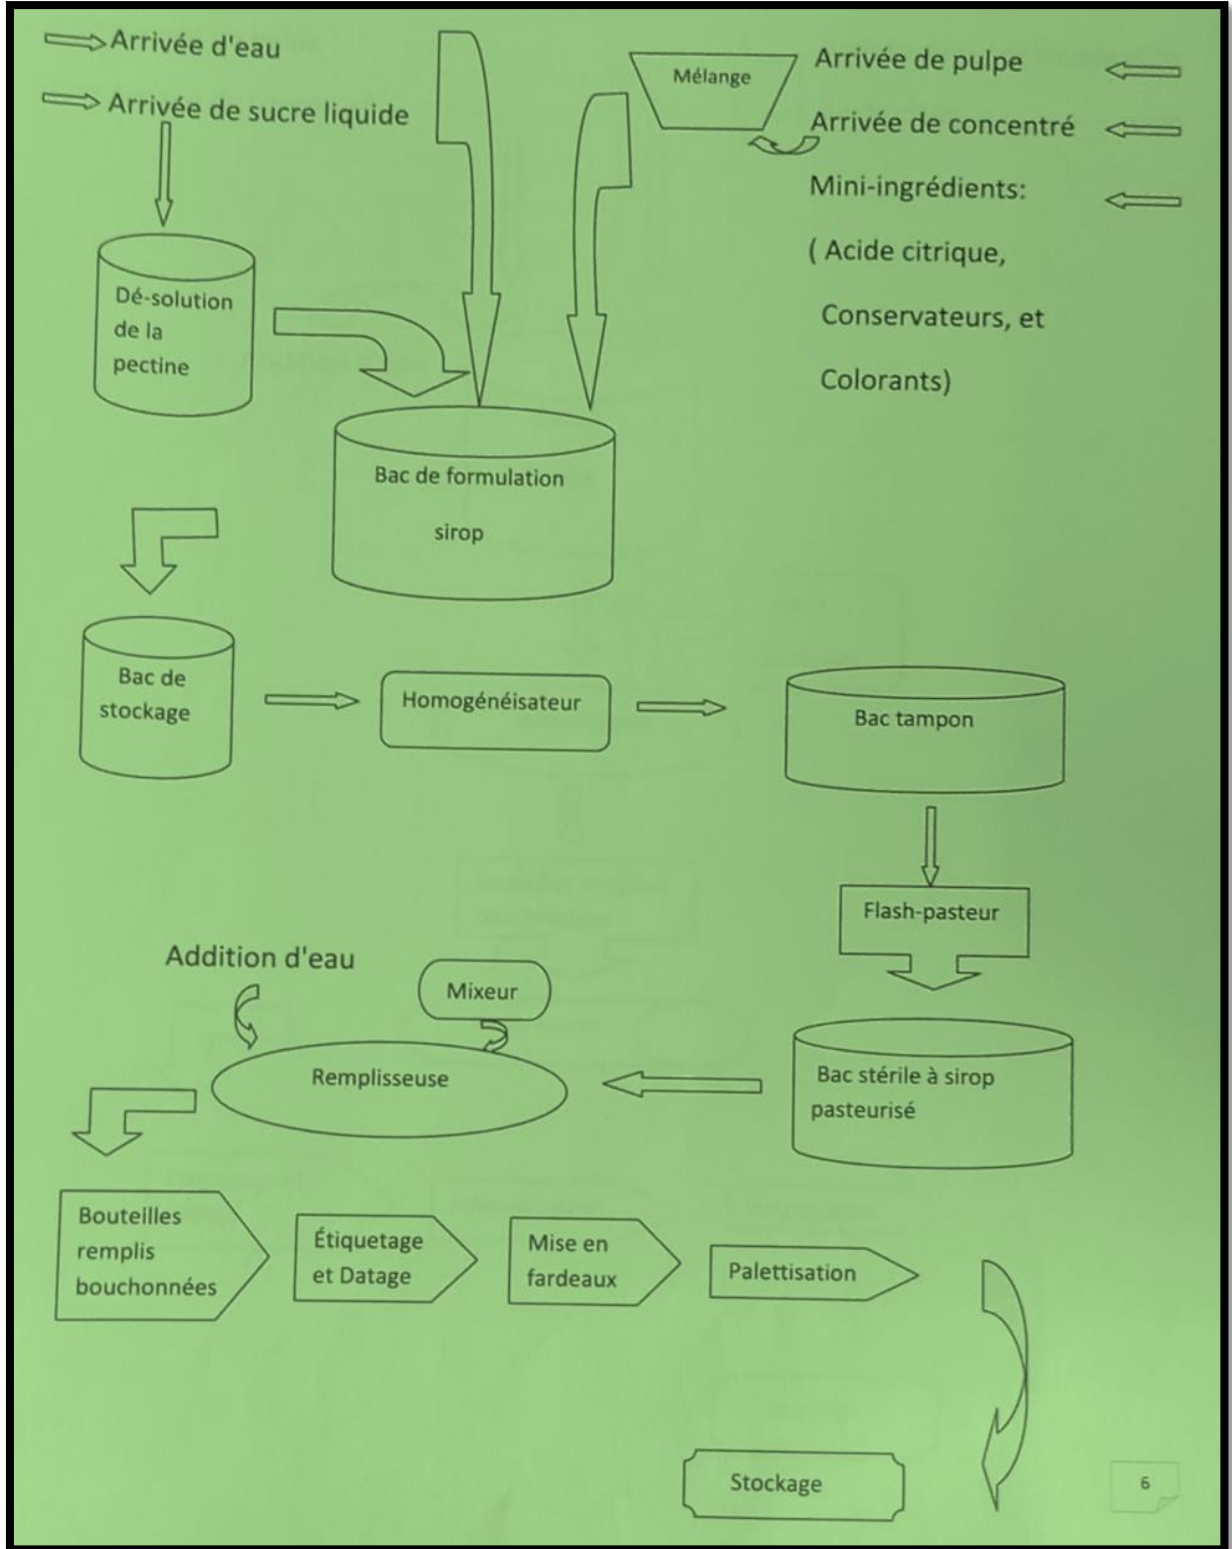 Arrivée d'eau
Arrivée de sucre liquide
Mélange
Arrivée de pulpe
Arrivée de concentré
Mini-ingrédients:
( Acide citrique,
Conservateurs, et
Colorants)
Dé-solution
de la
pectine
Bac de formulation
sirop
Bac de
stockage
Homogénéisateur
Bac tampon
Flash-pasteur
Addition d'eau
Mixeur
Remplisseuse
Bac stérile à sirop
pasteurisé
Bouteilles
remplis
bouchonnées
Étiquetage
et Datage
Mise en
fardeaux
Palettisation
Stockage
6